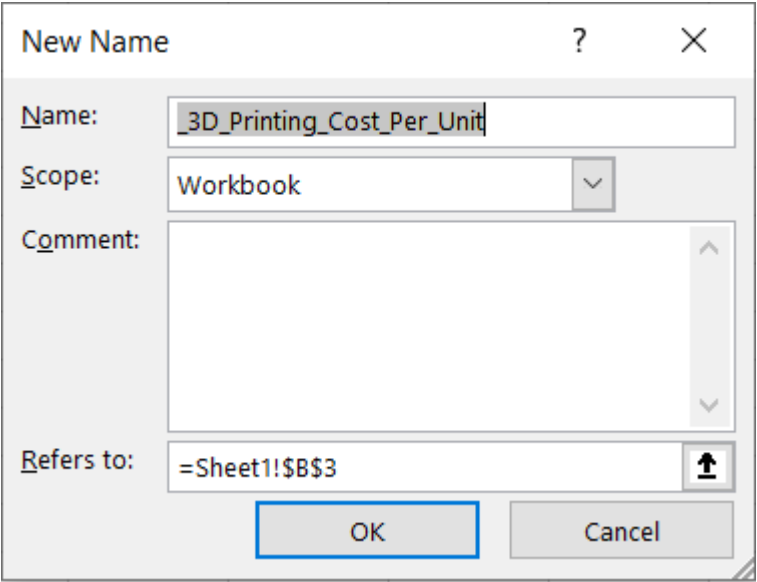 New Name ?
Name: _3D_Printing_Cost_Per_Unit
Scope: Workbook
Comment:
Refers to: =Sheet1!$B$3
OK Cancel